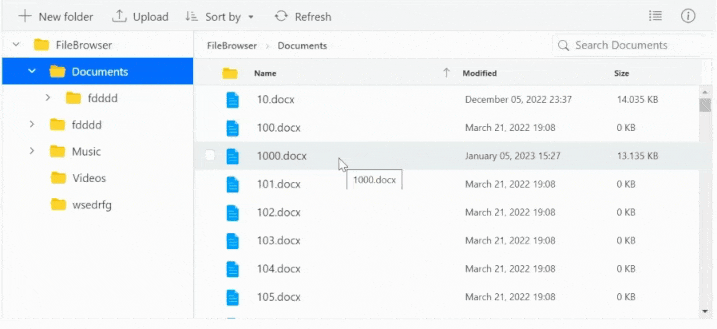 New folder Upload Sort by Refresh
FileBrowser
Documents
fdddd
fdddd
Music
Videos
wsedrfg
FileBrowser > Documents Search Documents
Name Modified Size
10.docx December 05, 2022 23:37 14.035 KB
100.docx March 21, 2022 19:08 0 KB
1000.docx January 05, 2023 15:27 13.135 KB
1000.docx
101.docx March 21, 2022 19:08 0 KB
102.docx March 21, 2022 19:08 0 KB
103.docx March 21, 2022 19:08 0 KB
104.docx March 21, 2022 19:08 0 KB
105.docx March 21, 2022 19:08 0 KB